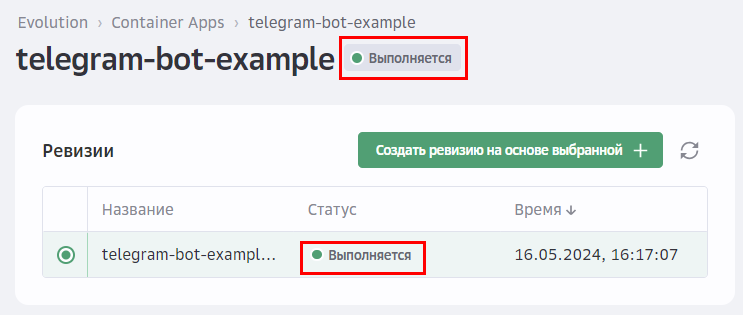 Evolution › Container Apps › telegram-bot-example
telegram-bot-example Выполняется
Ревизии Создать ревизию на основе выбранной +
Название Статус Время ↓
telegram-bot-exampl... Выполняется 16.05.2024, 16:17:07